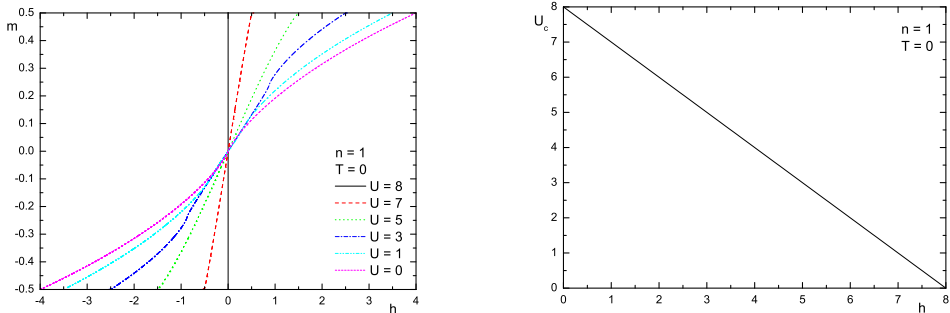 m
0.5
0.4
0.3
0.2
0.1
0.0
-0.1
-0.2
-0.3
-0.4
-0.5
n = 1
T = 0
U = 8
U = 7
U = 5
U = 3
U = 1
U = 0
-4 -3 -2 -1 0 1 2 3 4
h
U_c
8
7
6
5
4
3
2
1
0
n = 1
T = 0
0 1 2 3 4 5 6 7 8
h